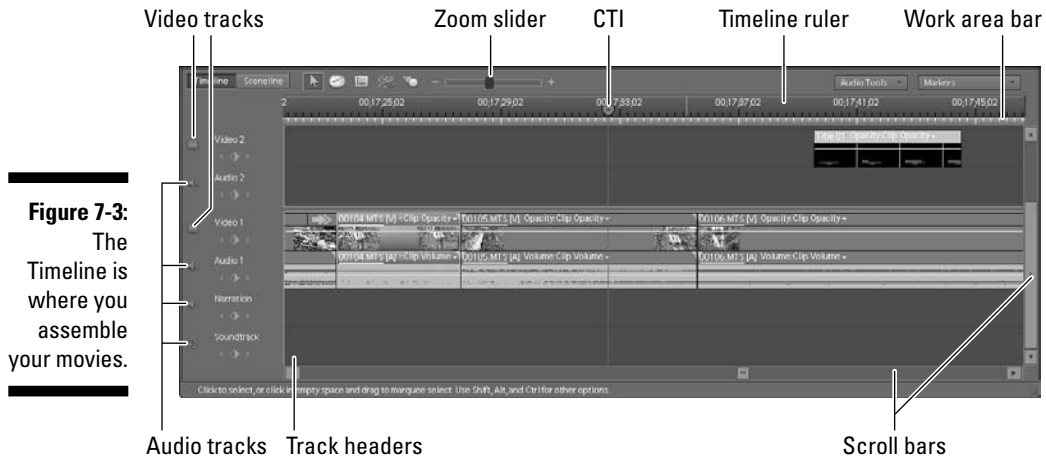 Video tracks Zoom slider CTI Timeline ruler Work area bar
Timeline Sceneline Audio Tools Markers
2 00;17;25;02 00;17;29;02 00;17;33;02 00;17;37;02 00;17;41;02 00;17;45;02
Video 2 Title 01 Opacity:Clip Opacity
Audio 2
Video 1 00104.MTS [V] Clip Opacity 00105.MTS [V] Opacity:Clip Opacity 00106.MTS [V] Opacity:Clip Opacity
Audio 1 00104.MTS [A] Clip Volume 00105.MTS [A] Volume:Clip Volume 00106.MTS [A] Volume:Clip Volume
Narration
Soundtrack
Click to select, or click in empty space and drag to marquee select. Use Shift, Alt, and Ctrl for other options.
Figure 7-3:
The
Timeline is
where you
assemble
your movies.
Audio tracks Track headers Scroll bars